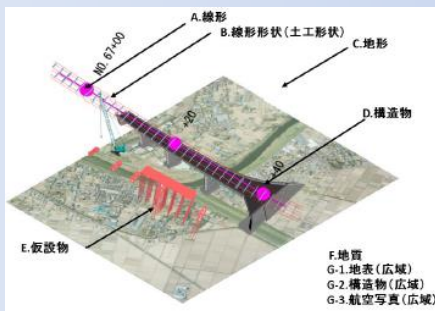 A.線形
B.線形形状(土工形状)
C.地形
NO. 67+00
+20
D.構造物
+40
E.仮設物
F.地質
G-1.地表(広域)
G-2.構造物(広域)
G-3.航空写真(広域)